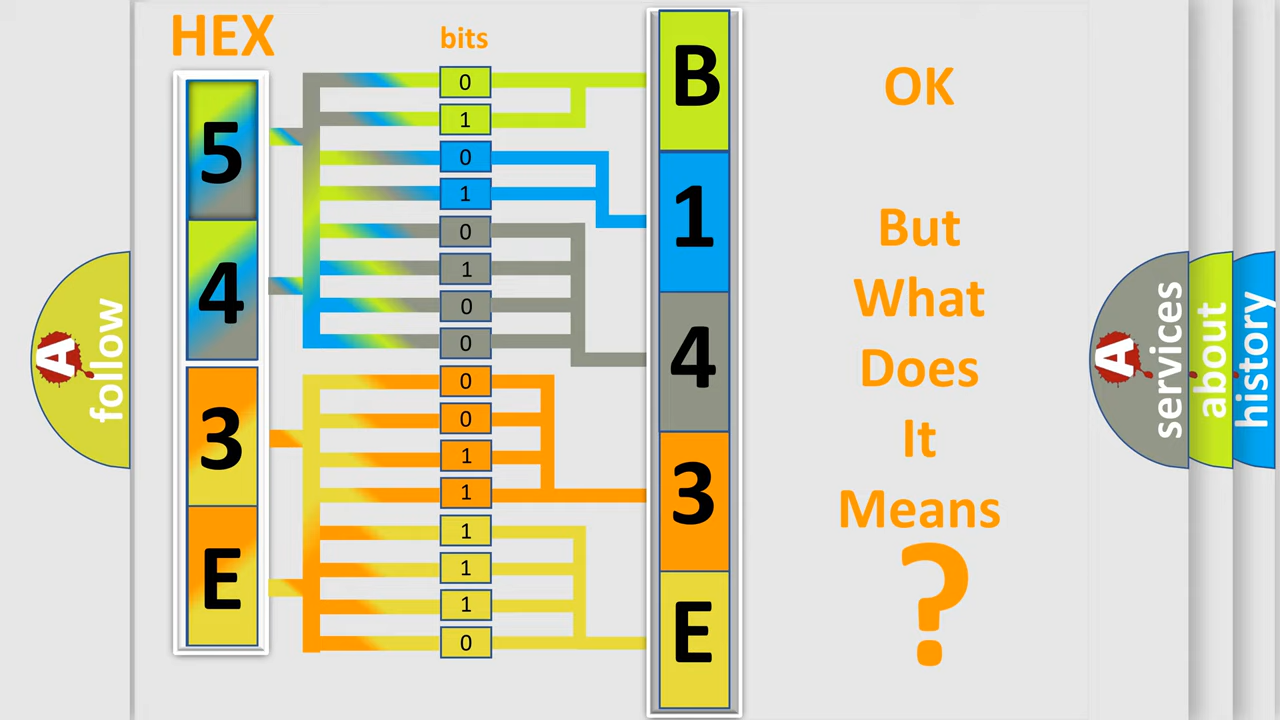 HEX
bits
5
4
3
E
0
1
0
1
0
1
0
0
0
0
1
1
1
1
1
0
B
1
4
3
E
OK
But
What
Does
It
Means
?
A
follow
A
services
about
history